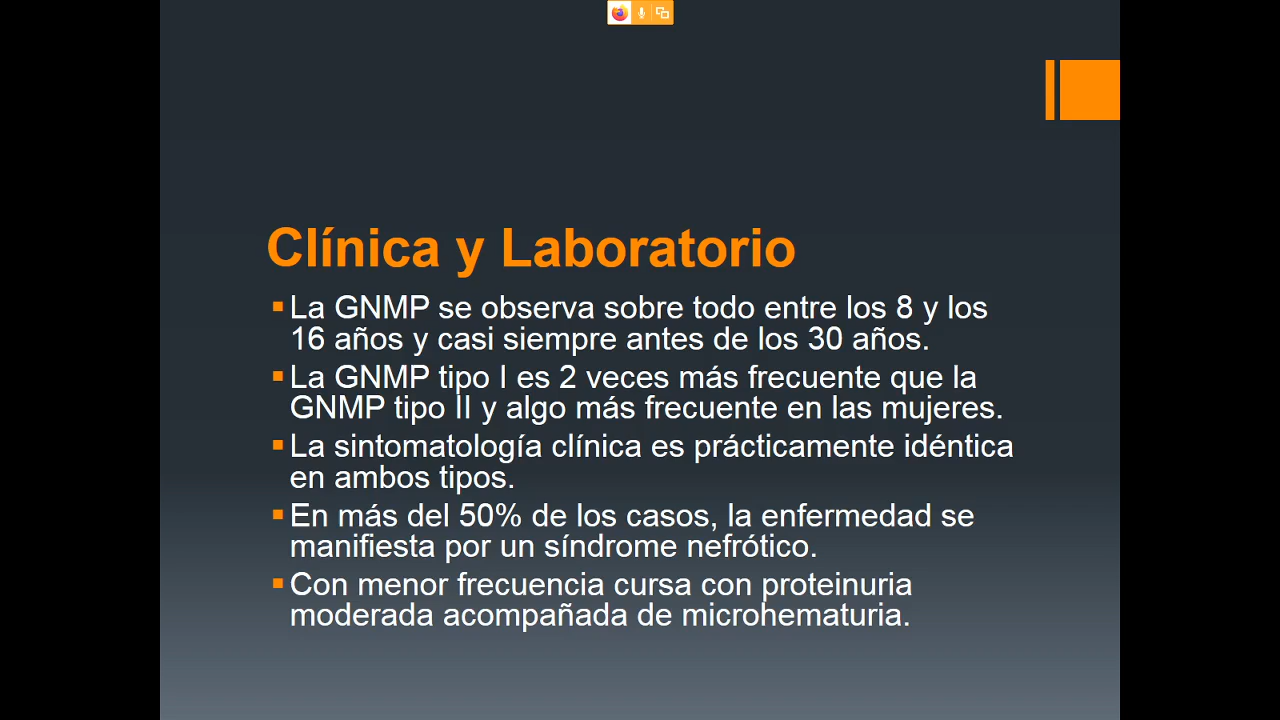 Clínica y Laboratorio
La GNMP se observa sobre todo entre los 8 y los
16 años y casi siempre antes de los 30 años.
La GNMP tipo I es 2 veces más frecuente que la
GNMP tipo II y algo más frecuente en las mujeres.
La sintomatología clínica es prácticamente idéntica
en ambos tipos.
En más del 50% de los casos, la enfermedad se
manifiesta por un síndrome nefrótico.
Con menor frecuencia cursa con proteinuria
moderada acompañada de microhematuria.